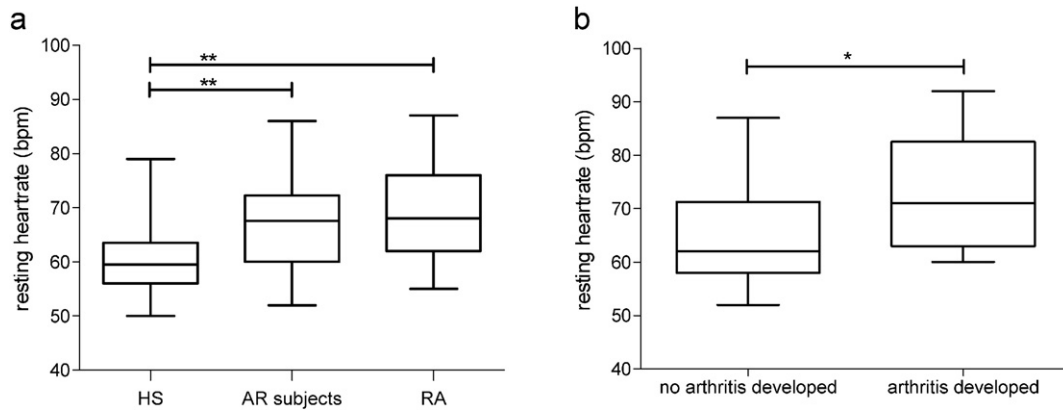 a
resting heartrate (bpm)
100
90
80
70
60
50
40
**
**
HS
AR subjects
RA
b
resting heartrate (bpm)
100
90
80
70
60
50
40
*
no arthritis developed
arthritis developed